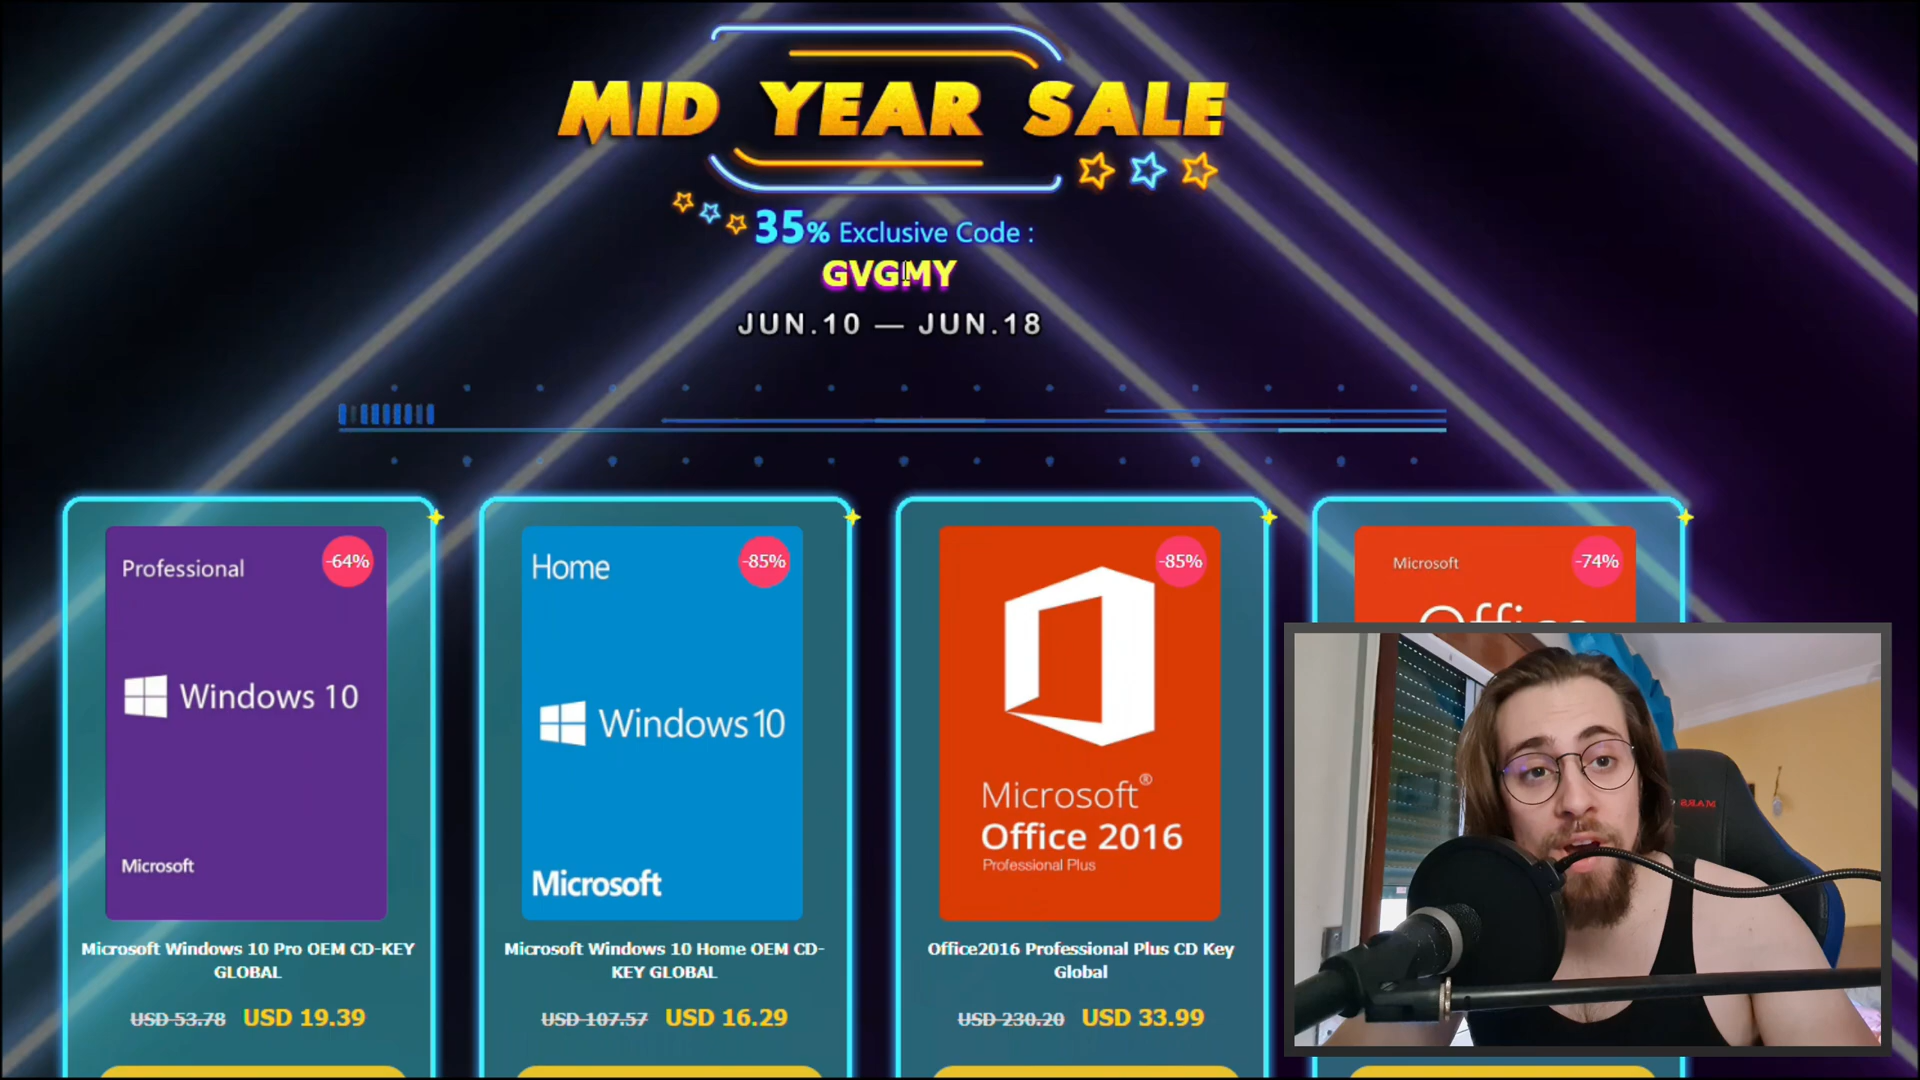 MID YEAR SALE
35% Exclusive Code :
GVGMY
JUN.10 — JUN.18
Professional
-64%
Windows 10
Microsoft
Microsoft Windows 10 Pro OEM CD-KEY
GLOBAL
USD 53.78 USD 19.39
Home
-85%
Windows 10
Microsoft
Microsoft Windows 10 Home OEM CD-
KEY GLOBAL
USD 107.57 USD 16.29
-85%
Microsoft®
Office 2016
Professional Plus
Office2016 Professional Plus CD Key
Global
USD 230.20 USD 33.99
Microsoft
-74%
Office